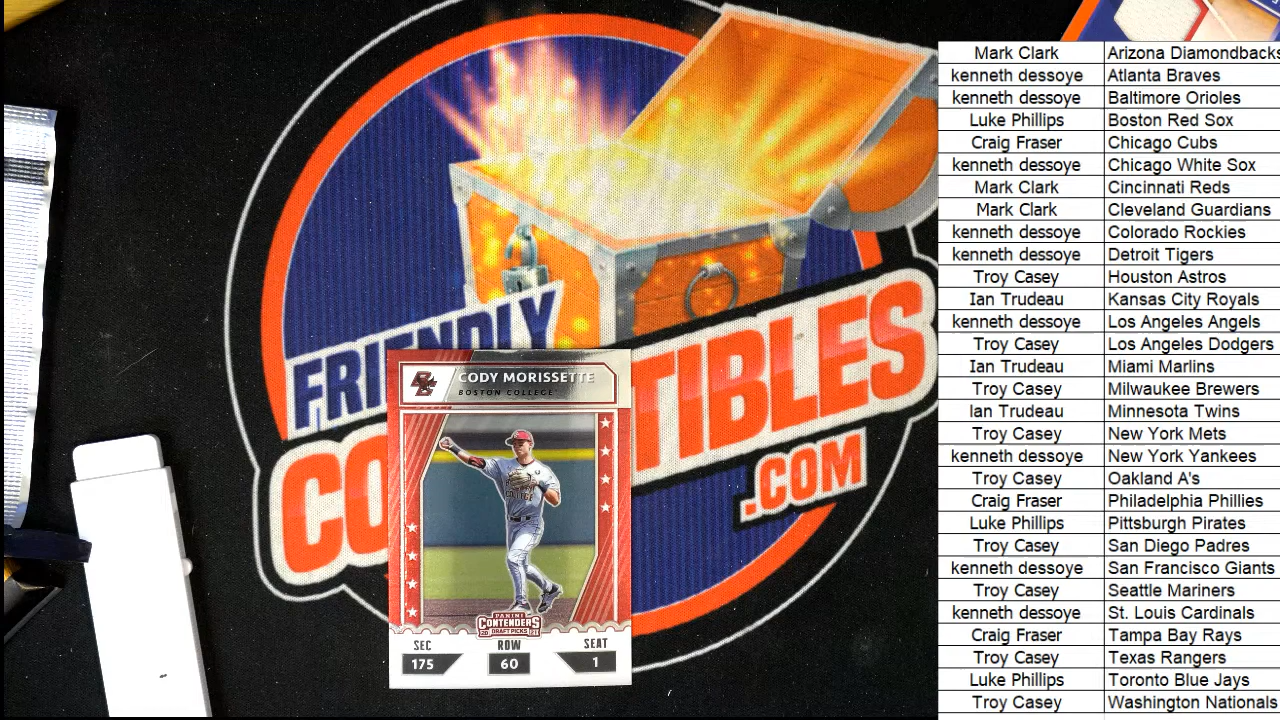 FRIENDLY
TIBLES
CO
.COM
CODY MORISSETTE
BOSTON COLLEGE
PANINI
CONTENDERS
20 DRAFT PICKS 21
SEC ROW SEAT
175 60 1
Mark Clark Arizona Diamondbacks
kenneth dessoye Atlanta Braves
kenneth dessoye Baltimore Orioles
Luke Phillips Boston Red Sox
Craig Fraser Chicago Cubs
kenneth dessoye Chicago White Sox
Mark Clark Cincinnati Reds
Mark Clark Cleveland Guardians
kenneth dessoye Colorado Rockies
kenneth dessoye Detroit Tigers
Troy Casey Houston Astros
Ian Trudeau Kansas City Royals
kenneth dessoye Los Angeles Angels
Troy Casey Los Angeles Dodgers
Ian Trudeau Miami Marlins
Troy Casey Milwaukee Brewers
Ian Trudeau Minnesota Twins
Troy Casey New York Mets
kenneth dessoye New York Yankees
Troy Casey Oakland A's
Craig Fraser Philadelphia Phillies
Luke Phillips Pittsburgh Pirates
Troy Casey San Diego Padres
kenneth dessoye San Francisco Giants
Troy Casey Seattle Mariners
kenneth dessoye St. Louis Cardinals
Craig Fraser Tampa Bay Rays
Troy Casey Texas Rangers
Luke Phillips Toronto Blue Jays
Troy Casey Washington Nationals